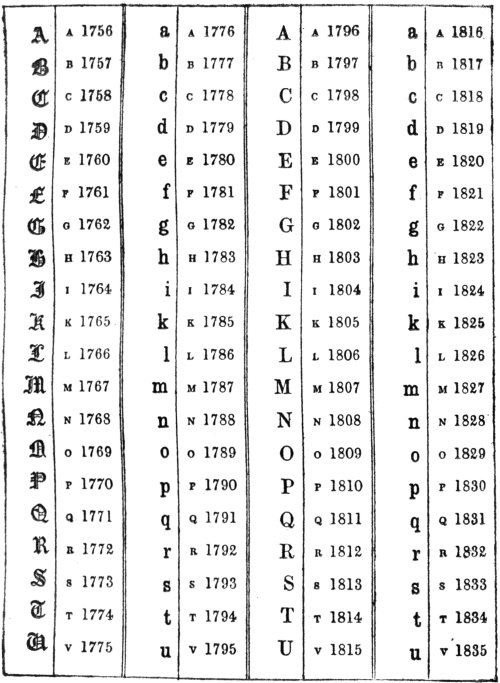 A A 1756 a A 1776 A A 1796 a A 1816
B B 1757 b B 1777 B B 1797 b B 1817
C C 1758 c C 1778 C C 1798 c C 1818
D D 1759 d D 1779 D D 1799 d D 1819
E E 1760 e E 1780 E E 1800 e E 1820
F F 1761 f F 1781 F F 1801 f F 1821
G G 1762 g G 1782 G G 1802 g G 1822
H H 1763 h H 1783 H H 1803 h H 1823
I I 1764 i I 1784 I I 1804 i I 1824
K K 1765 k K 1785 K K 1805 k K 1825
L L 1766 l L 1786 L L 1806 l L 1826
M M 1767 m M 1787 M M 1807 m M 1827
N N 1768 n N 1788 N N 1808 n N 1828
O O 1769 o O 1789 O O 1809 o O 1829
P P 1770 p P 1790 P P 1810 p P 1830
Q Q 1771 q Q 1791 Q Q 1811 q Q 1831
R R 1772 r R 1792 R R 1812 r R 1832
S S 1773 s S 1793 S S 1813 s S 1833
T T 1774 t T 1794 T T 1814 t T 1834
U V 1775 u V 1795 U V 1815 u V 1835